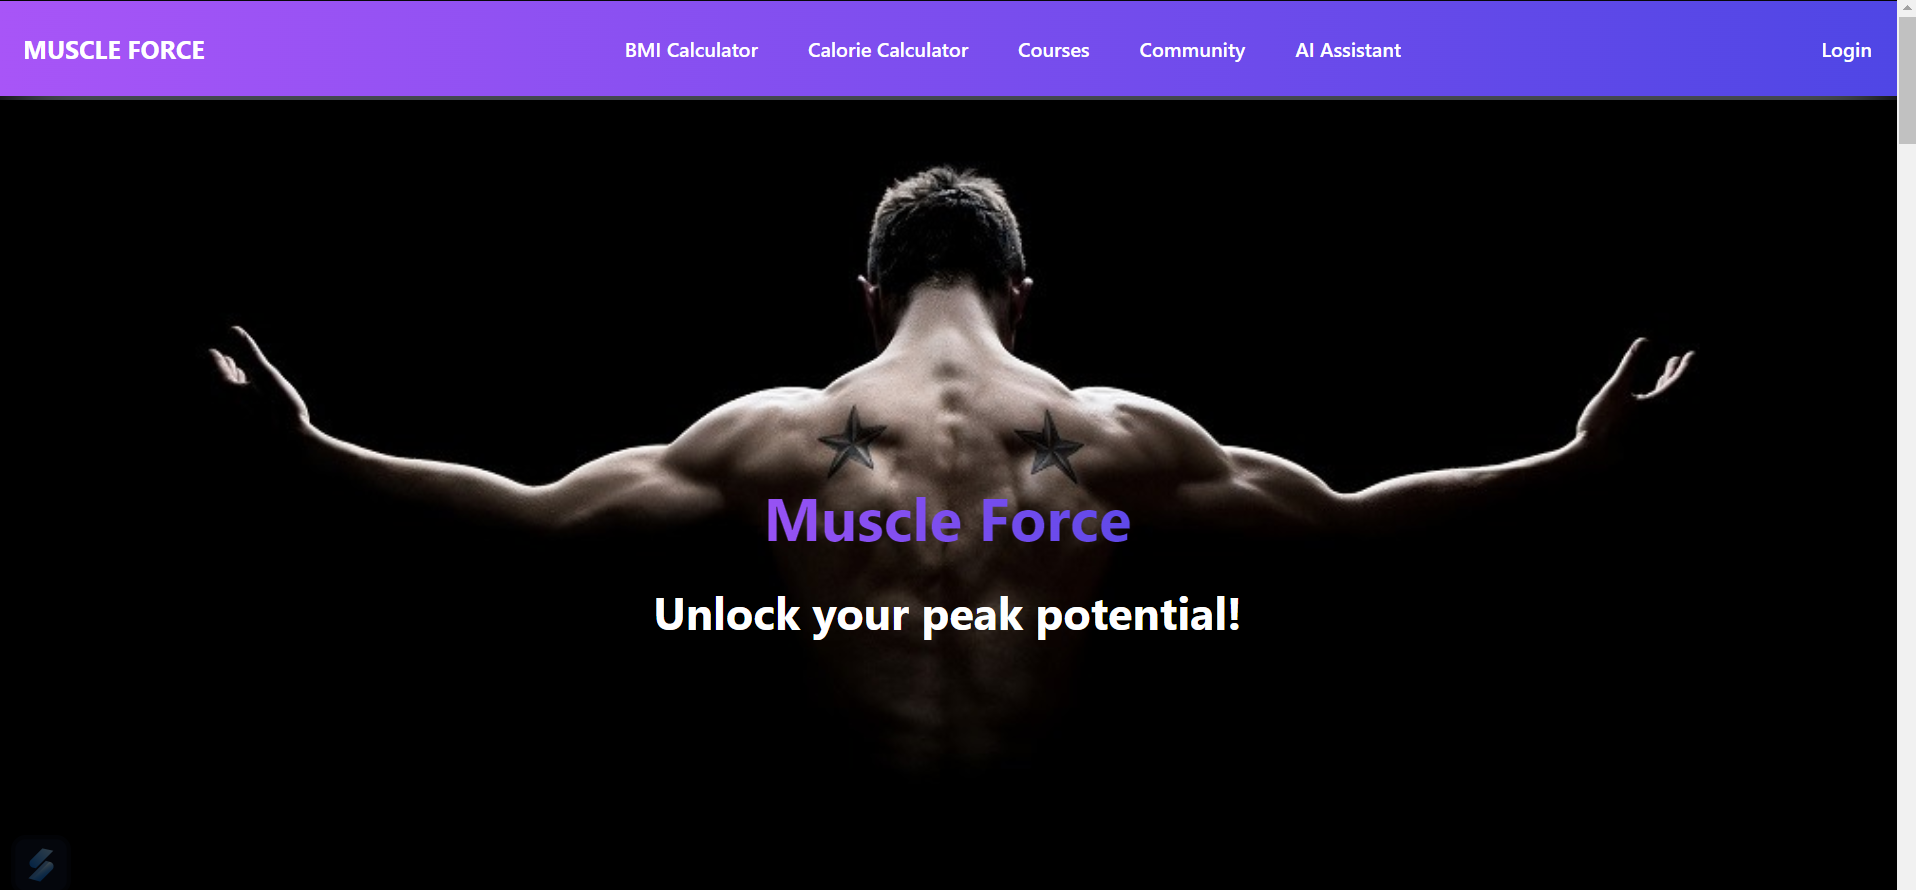 MUSCLE FORCE
BMI Calculator
Calorie Calculator
Courses
Community
AI Assistant
Login
Muscle Force
Unlock your peak potential!